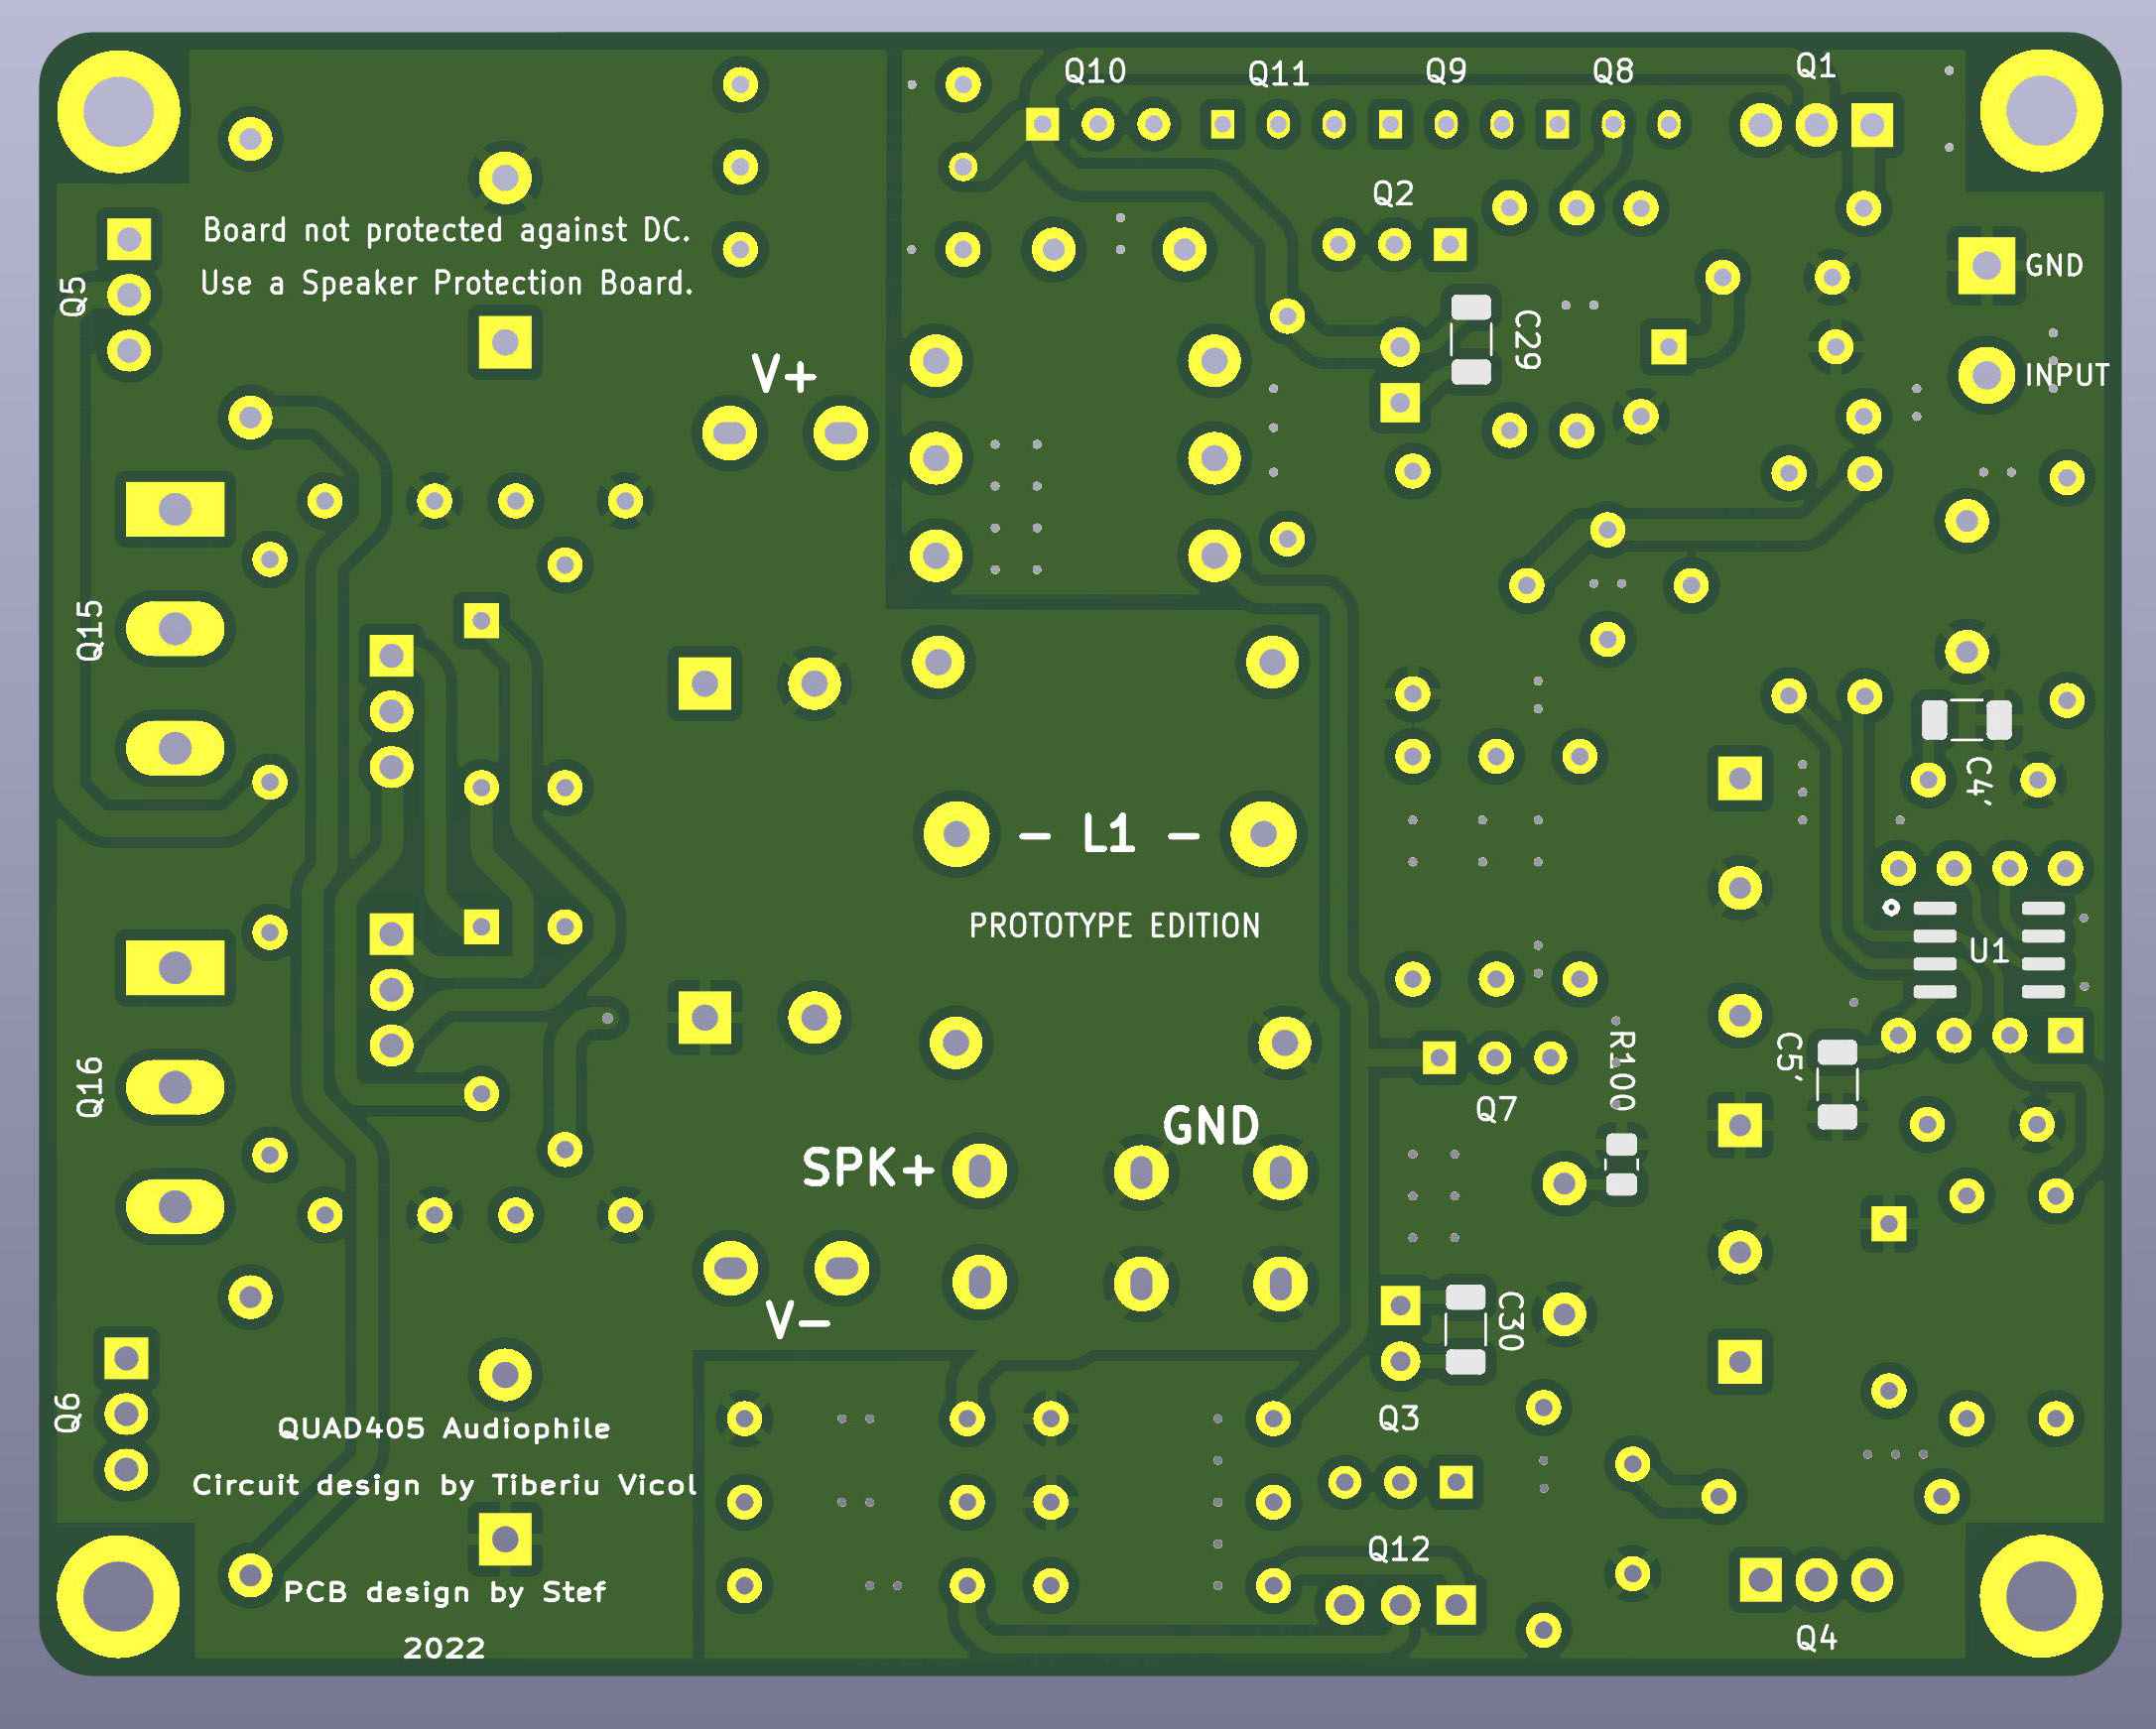 Q10 Q11 Q9 Q8 Q1
Q2
Board not protected against DC.
Use a Speaker Protection Board.
GND
Q5
C29
V+
INPUT
Q15
C4'
- L1 -
PROTOTYPE EDITION
U1
Q16
C5'
R100
Q7
GND
SPK+
V-
C30
Q6
Q3
QUAD405 Audiophile
Circuit design by Tiberiu Vicol
Q12
PCB design by Stef
Q4
2022